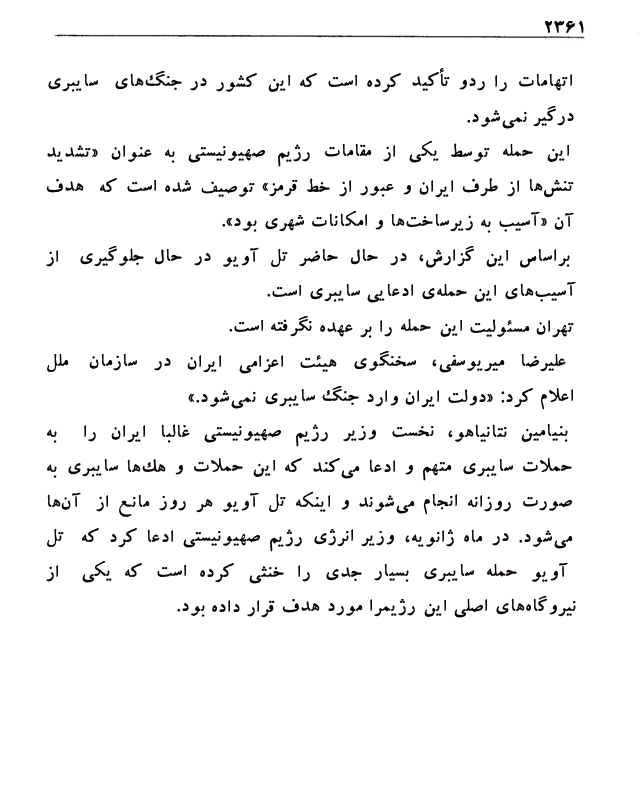 ۲۳۶۱
اتهامات را ردو تأکید کرده است که این کشور در جنگ‌های سایبری
درگیر نمی‌شود.
این حمله توسط یکی از مقامات رژیم صهیونیستی به عنوان «تشدید
تنش‌ها از طرف ایران و عبور از خط قرمز» توصیف شده است که هدف
آن «آسیب به زیرساخت‌ها و امکانات شهری بود».
براساس این گزارش، در حال حاضر تل آویو در حال جلوگیری از
آسیب‌های این حمله‌ی ادعایی سایبری است.
تهران مسئولیت این حمله را بر عهده نگرفته است.
علیرضا میریوسفی، سخنگوی هیئت اعزامی ایران در سازمان ملل
اعلام کرد: «دولت ایران وارد جنگ سایبری نمی‌شود.»
بنیامین نتانیاهو، نخست وزیر رژیم صهیونیستی غالبا ایران را به
حملات سایبری متهم و ادعا می‌کند که این حملات و هك‌ها سایبری به
صورت روزانه انجام می‌شوند و اینکه تل آویو هر روز مانع از آن‌ها
می‌شود. در ماه ژانویه، وزیر انرژی رژیم صهیونیستی ادعا کرد که تل
آویو حمله سایبری بسیار جدی را خنثی کرده است که یکی از
نیروگاه‌های اصلی این رژیمرا مورد هدف قرار داده بود.